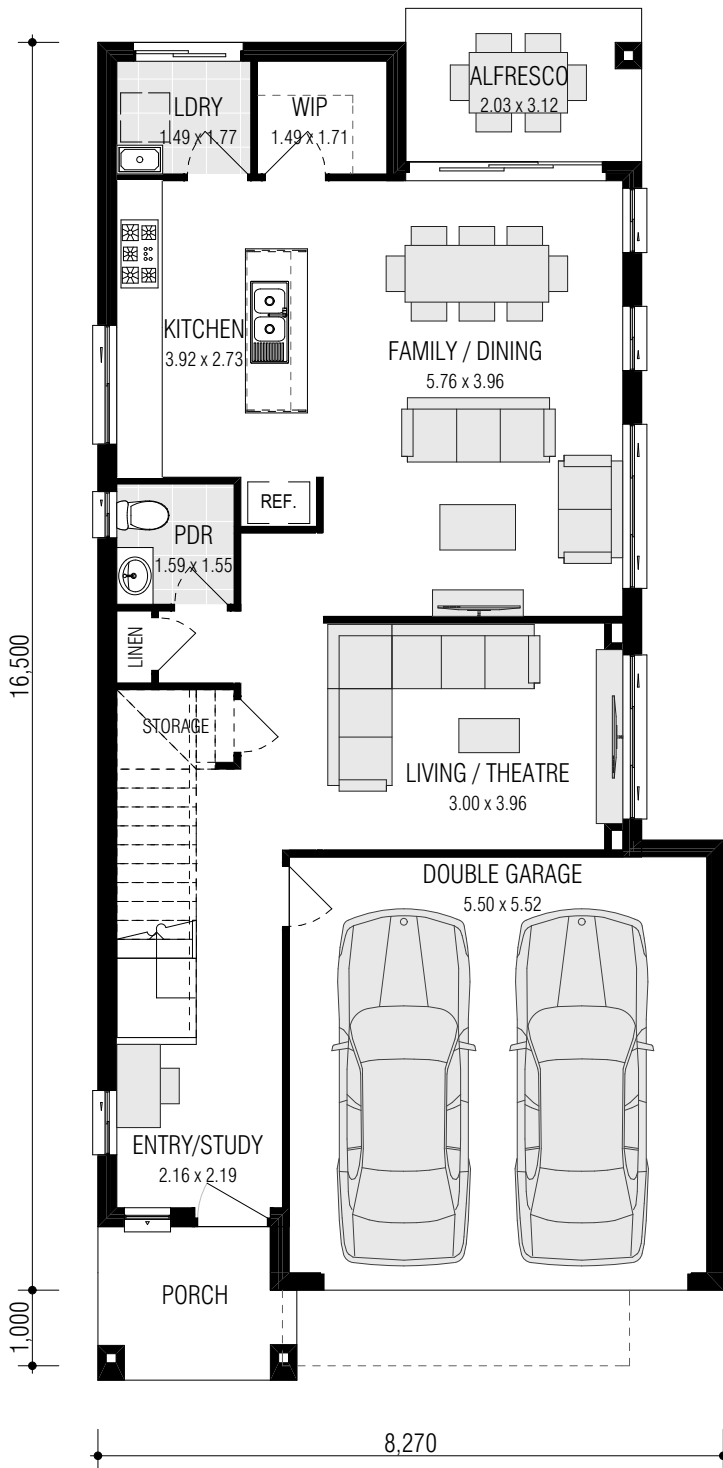 ALFRESCO
2.03 x 3.12
LDRY
1.49 x 1.77
WIP
1.49 x 1.71
KITCHEN
3.92 x 2.73
FAMILY / DINING
5.76 x 3.96
REF.
PDR
1.59 x 1.55
LINEN
16,500
STORAGE
LIVING / THEATRE
3.00 x 3.96
DOUBLE GARAGE
5.50 x 5.52
ENTRY/STUDY
2.16 x 2.19
PORCH
1,000
8,270